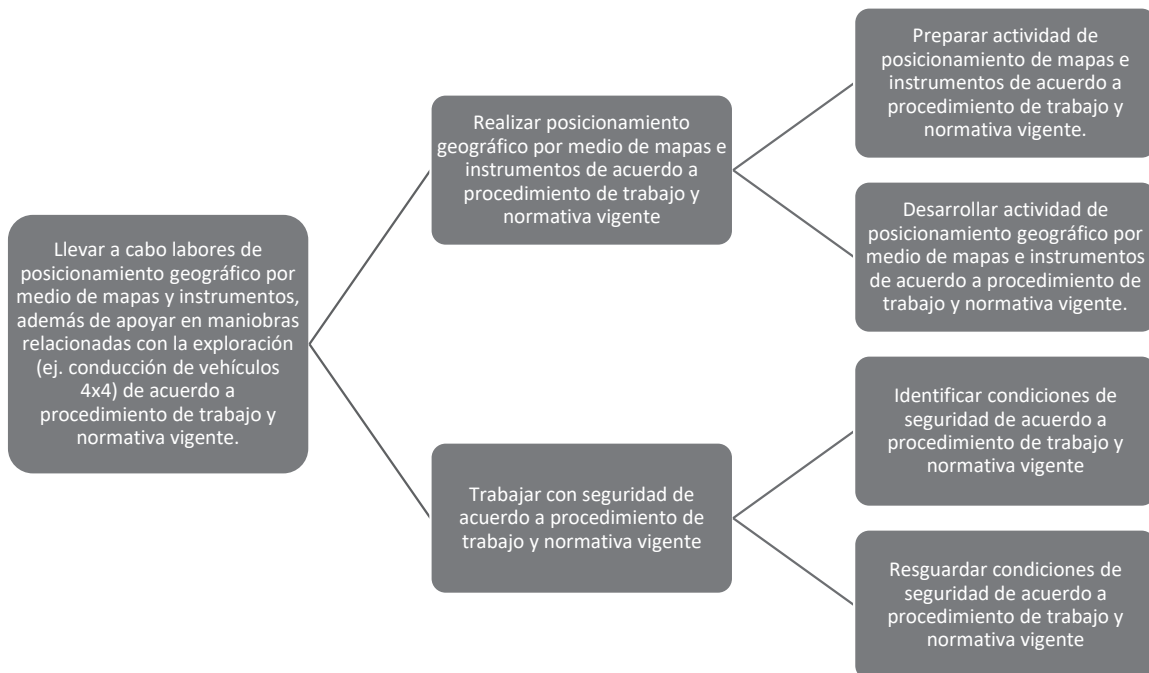 Llevar a cabo labores de
posicionamiento geográfico por
medio de mapas y instrumentos,
además de apoyar en maniobras
relacionadas con la exploración
(ej. conducción de vehículos
4x4) de acuerdo a
procedimiento de trabajo y
normativa vigente.
Realizar posicionamiento
geográfico por medio de mapas e
instrumentos de acuerdo a
procedimiento de trabajo y
normativa vigente
Preparar actividad de
posicionamiento de mapas e
instrumentos de acuerdo a
procedimiento de trabajo y
normativa vigente.
Desarrollar actividad de
posicionamiento geográfico por
medio de mapas e instrumentos
de acuerdo a procedimiento de
trabajo y normativa vigente.
Trabajar con seguridad de
acuerdo a procedimiento de
trabajo y normativa vigente
Identificar condiciones de
seguridad de acuerdo a
procedimiento de trabajo y
normativa vigente
Resguardar condiciones de
seguridad de acuerdo a
procedimiento de trabajo y
normativa vigente